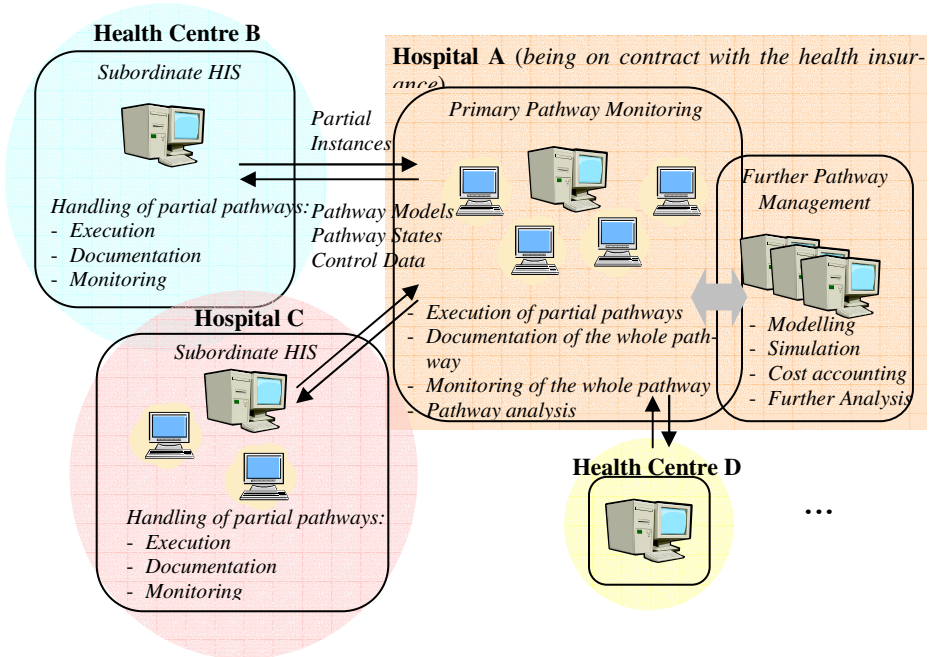 Health Centre B
Subordinate HIS
Handling of partial pathways:
- Execution
- Documentation
- Monitoring
Partial
Instances
Pathway Models
Pathway States
Control Data
Hospital A (being on contract with the health insur-
ance)
Primary Pathway Monitoring
- Execution of partial pathways
- Documentation of the whole path-
way
- Monitoring of the whole pathway
- Pathway analysis
Further Pathway
Management
- Modelling
- Simulation
- Cost accounting
- Further Analysis
Hospital C
Subordinate HIS
Handling of partial pathways:
- Execution
- Documentation
- Monitoring
Health Centre D
...